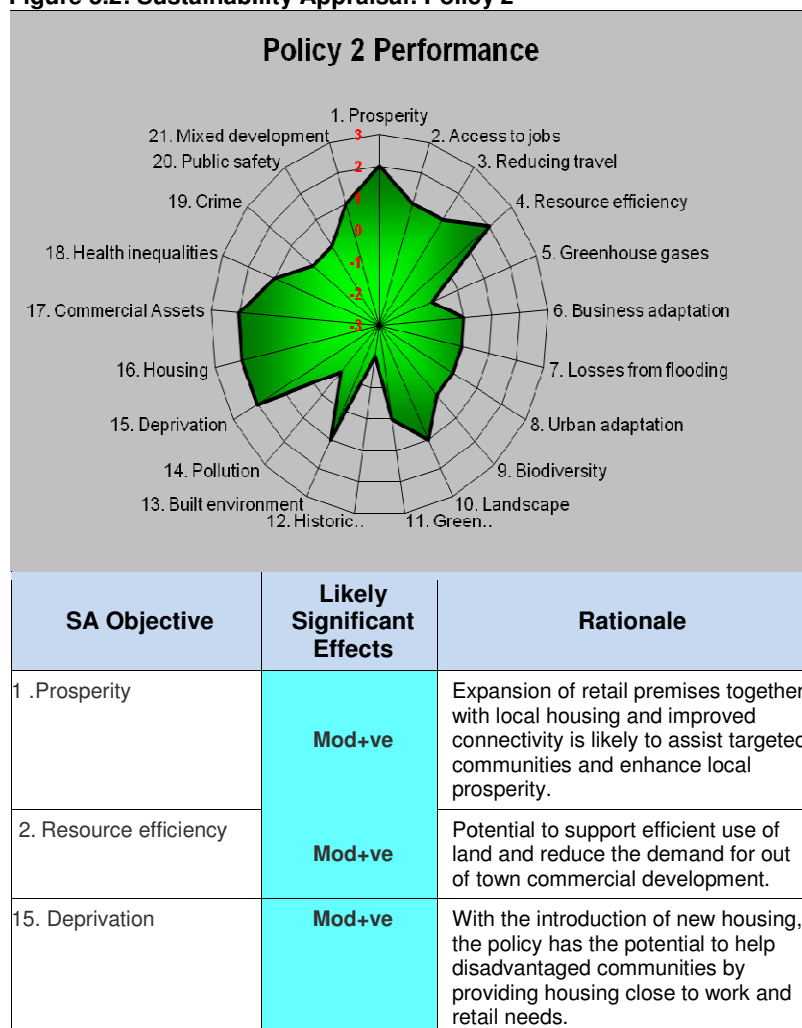 Figure 3.2: Sustainability Appraisal: Policy 2
Policy 2 Performance
1. Prosperity
2. Access to jobs
3. Reducing travel
4. Resource efficiency
5. Greenhouse gases
6. Business adaptation
7. Losses from flooding
8. Urban adaptation
9. Biodiversity
10. Landscape
11. Green..
12. Historic..
13. Built environment
14. Pollution
15. Deprivation
16. Housing
17. Commercial Assets
18. Health inequalities
19. Crime
20. Public safety
21. Mixed development
3
2
1
0
-1
-2
-3
SA Objective
Likely
Significant
Effects
Rationale
1 .Prosperity
Mod+ve
Expansion of retail premises together
with local housing and improved
connectivity is likely to assist targeted
communities and enhance local
prosperity.
2. Resource efficiency
Mod+ve
Potential to support efficient use of
land and reduce the demand for out
of town commercial development.
15. Deprivation
Mod+ve
With the introduction of new housing,
the policy has the potential to help
disadvantaged communities by
providing housing close to work and
retail needs.